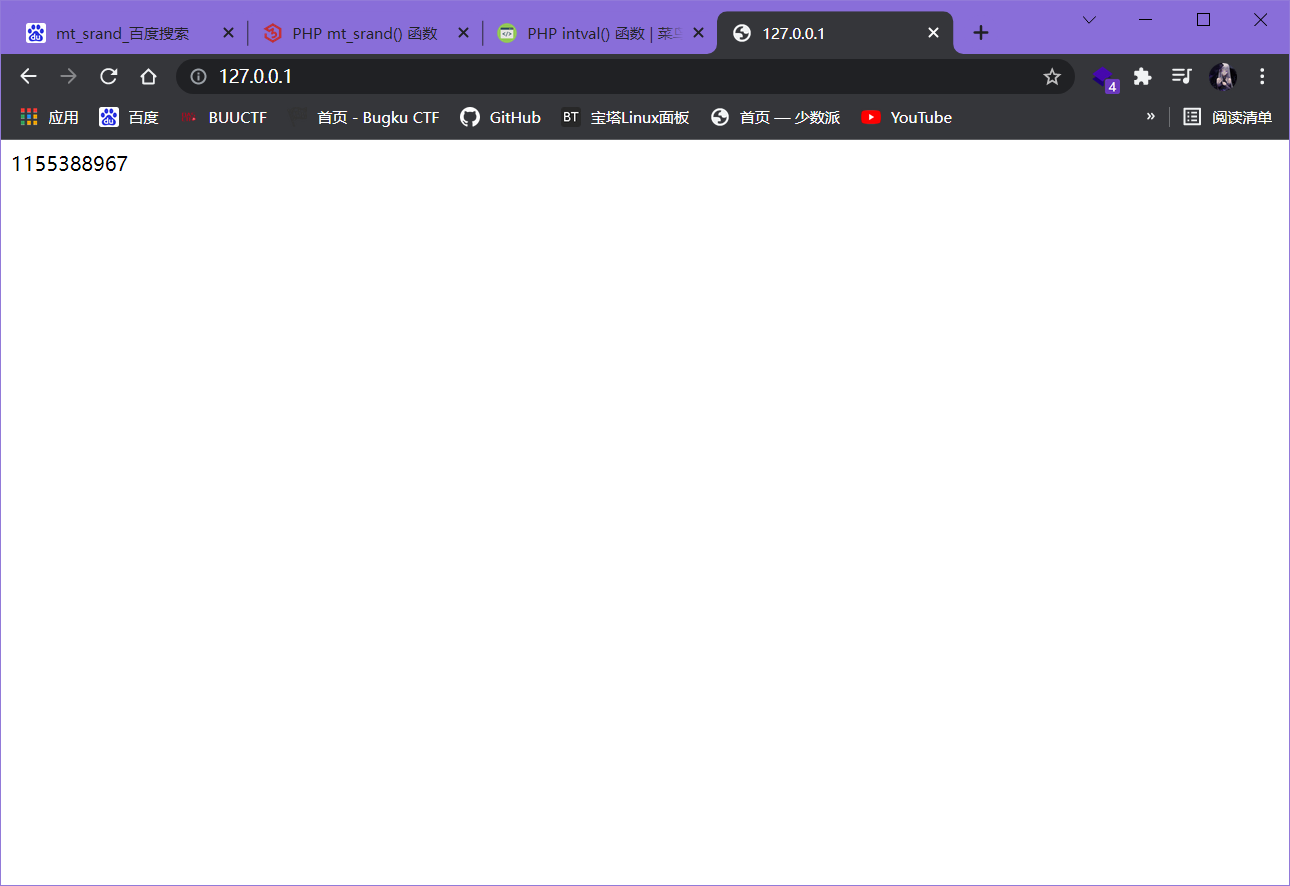 mt_srand_百度搜索 PHP mt_srand() 函数 PHP intval() 函数 | 菜鸟 127.0.0.1
127.0.0.1 4
应用 百度 BUUCTF 首页 - Bugku CTF GitHub BT 宝塔Linux面板 首页 — 少数派 YouTube » 阅读清单
1155388967